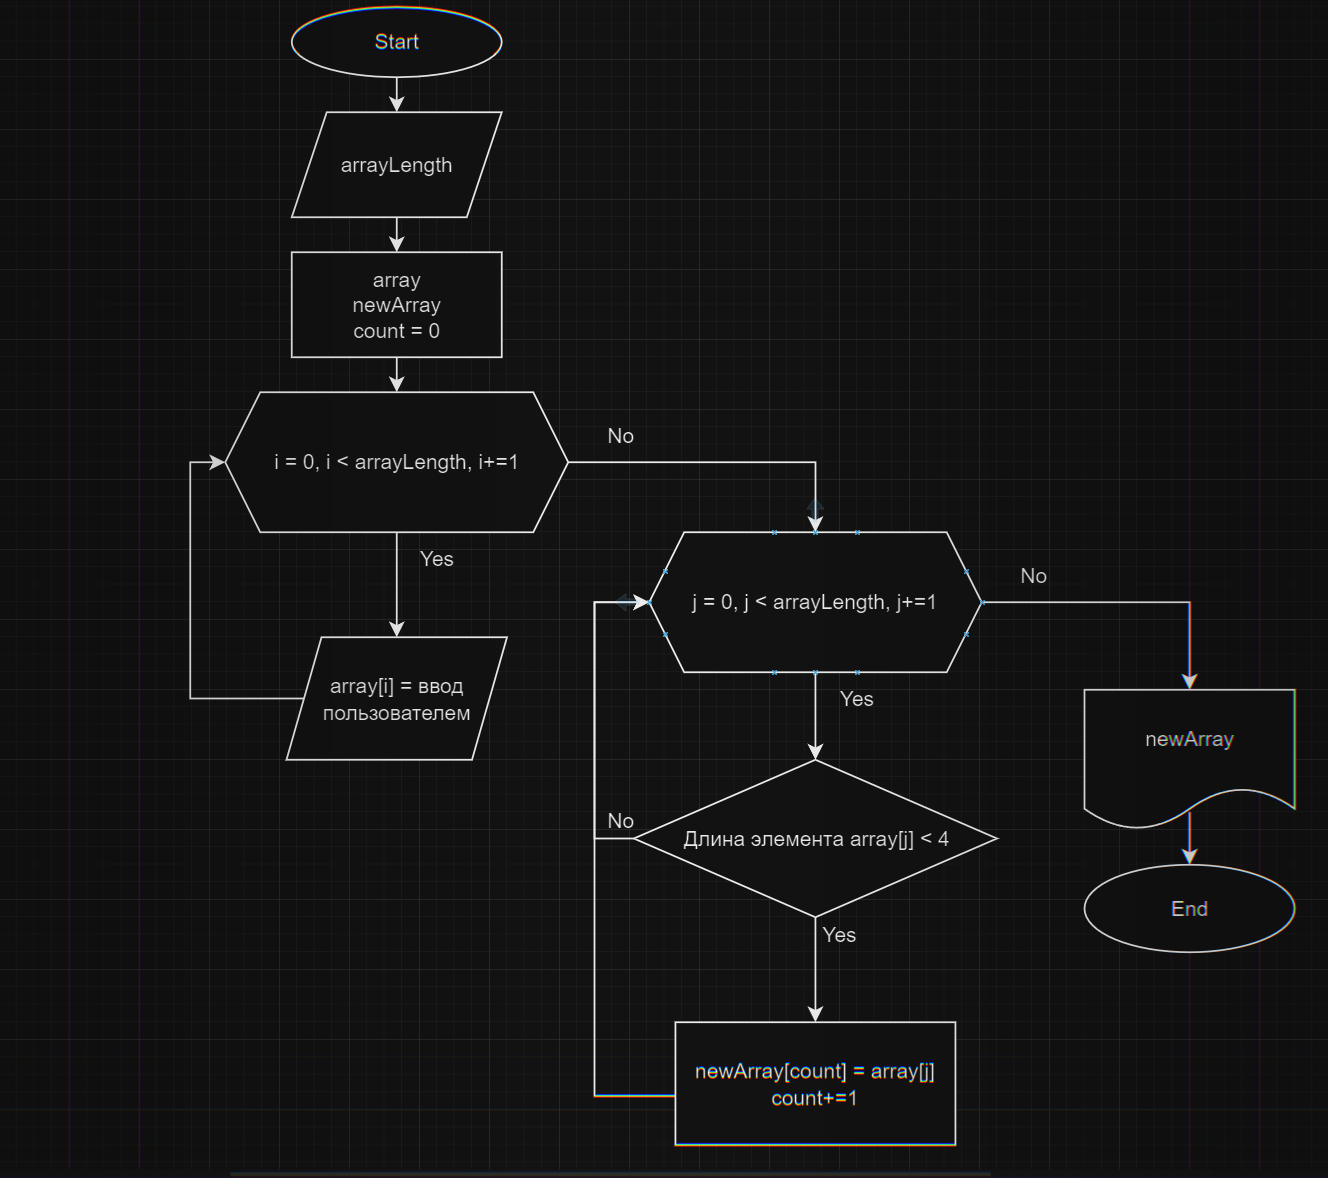 Start
arrayLength
array
newArray
count = 0
i = 0, i < arrayLength, i+=1
No
Yes
array[i] = ввод
пользователем
j = 0, j < arrayLength, j+=1
No
Yes
Длина элемента array[j] < 4
No
Yes
newArray[count] = array[j]
count+=1
newArray
End